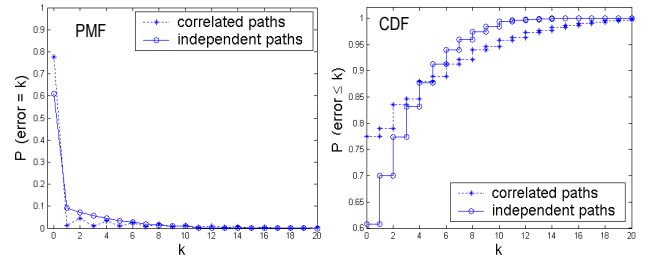 PMF
correlated paths
independent paths
P (error = k)
1
0.9
0.8
0.7
0.6
0.5
0.4
0.3
0.2
0.1
0
0 2 4 6 8 10 12 14 16 18 20
k
CDF
P (error ≤ k)
1
0.95
0.9
0.85
0.8
0.75
0.7
0.65
0.6
correlated paths
independent paths
0 2 4 6 8 10 12 14 16 18 20
k